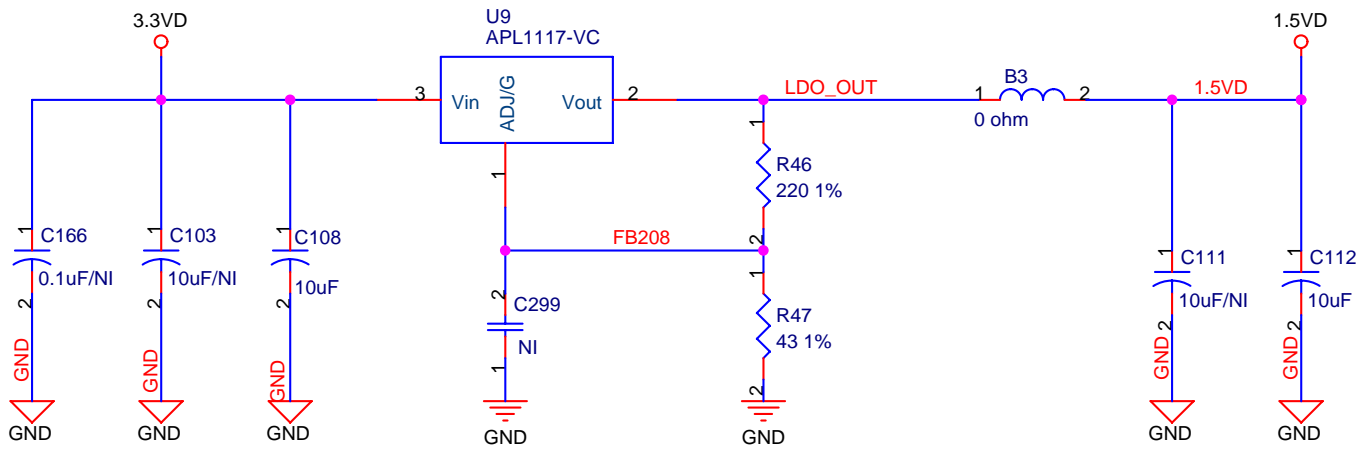 3.3VD
U9
APL1117-VC
1.5VD
3
Vin
ADJ/G
Vout
2
1
LDO_OUT
1
B3
2
0 ohm
1.5VD
1
R46
220 1%
2
FB208
1
C166
0.1uF/NI
2
GND
GND
1
C103
10uF/NI
2
GND
GND
1
C108
10uF
2
GND
GND
2
C299
NI
1
GND
1
R47
43 1%
2
GND
1
C111
10uF/NI
2
GND
GND
1
C112
10uF
2
GND
GND